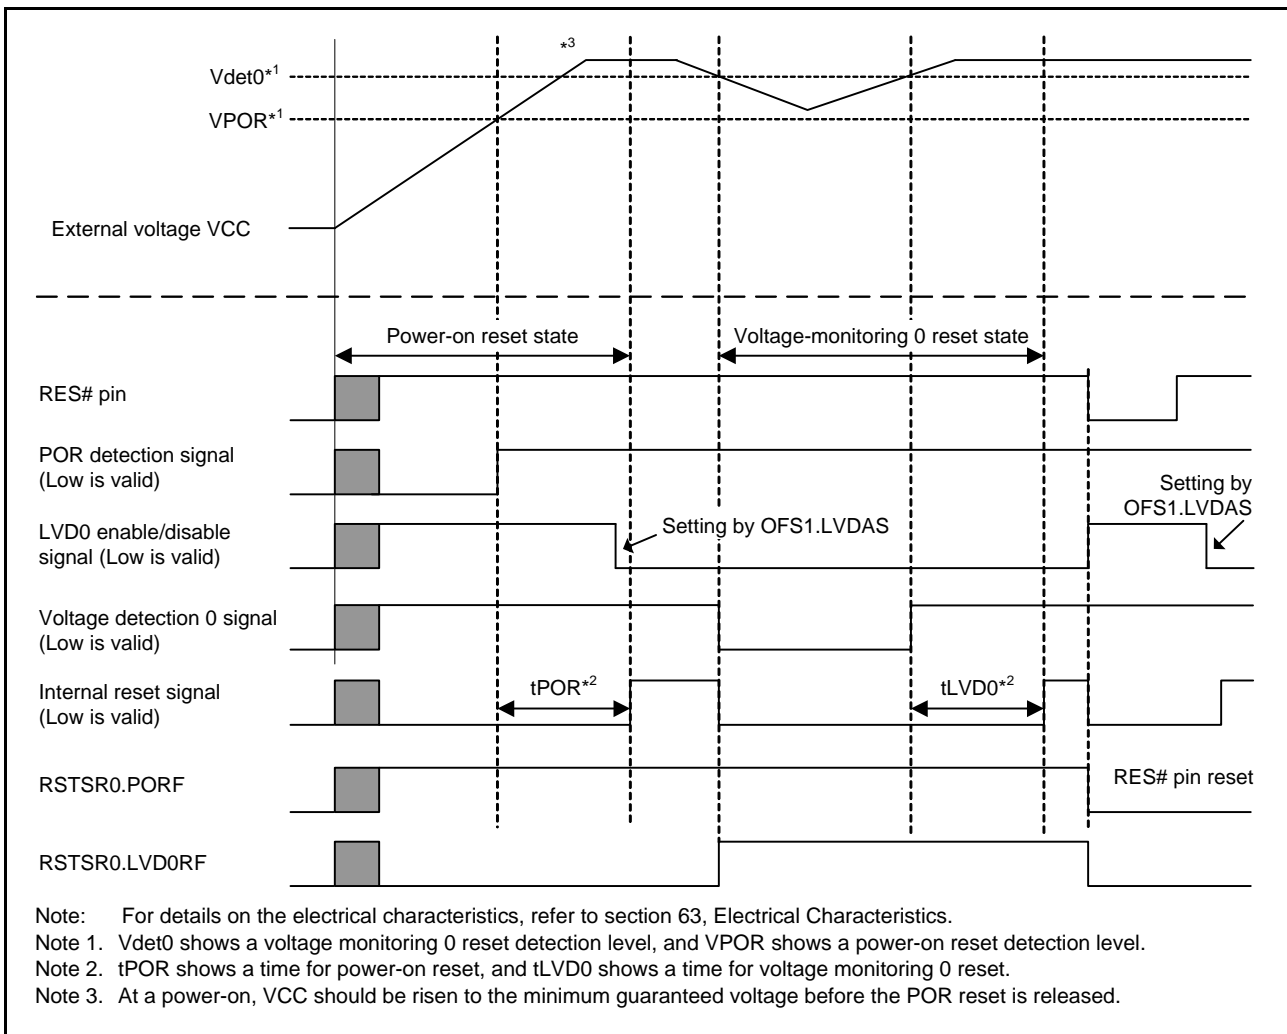 *3
Vdet0*1
VPOR*1
External voltage VCC
Power-on reset state
Voltage-monitoring 0 reset state
RES# pin
POR detection signal
(Low is valid)
Setting by
OFS1.LVDAS
LVD0 enable/disable
signal (Low is valid)
Setting by OFS1.LVDAS
Voltage detection 0 signal
(Low is valid)
Internal reset signal
(Low is valid)
tPOR*2
tLVD0*2
RSTSR0.PORF
RES# pin reset
RSTSR0.LVD0RF
Note: For details on the electrical characteristics, refer to section 63, Electrical Characteristics.
Note 1. Vdet0 shows a voltage monitoring 0 reset detection level, and VPOR shows a power-on reset detection level.
Note 2. tPOR shows a time for power-on reset, and tLVD0 shows a time for voltage monitoring 0 reset.
Note 3. At a power-on, VCC should be risen to the minimum guaranteed voltage before the POR reset is released.